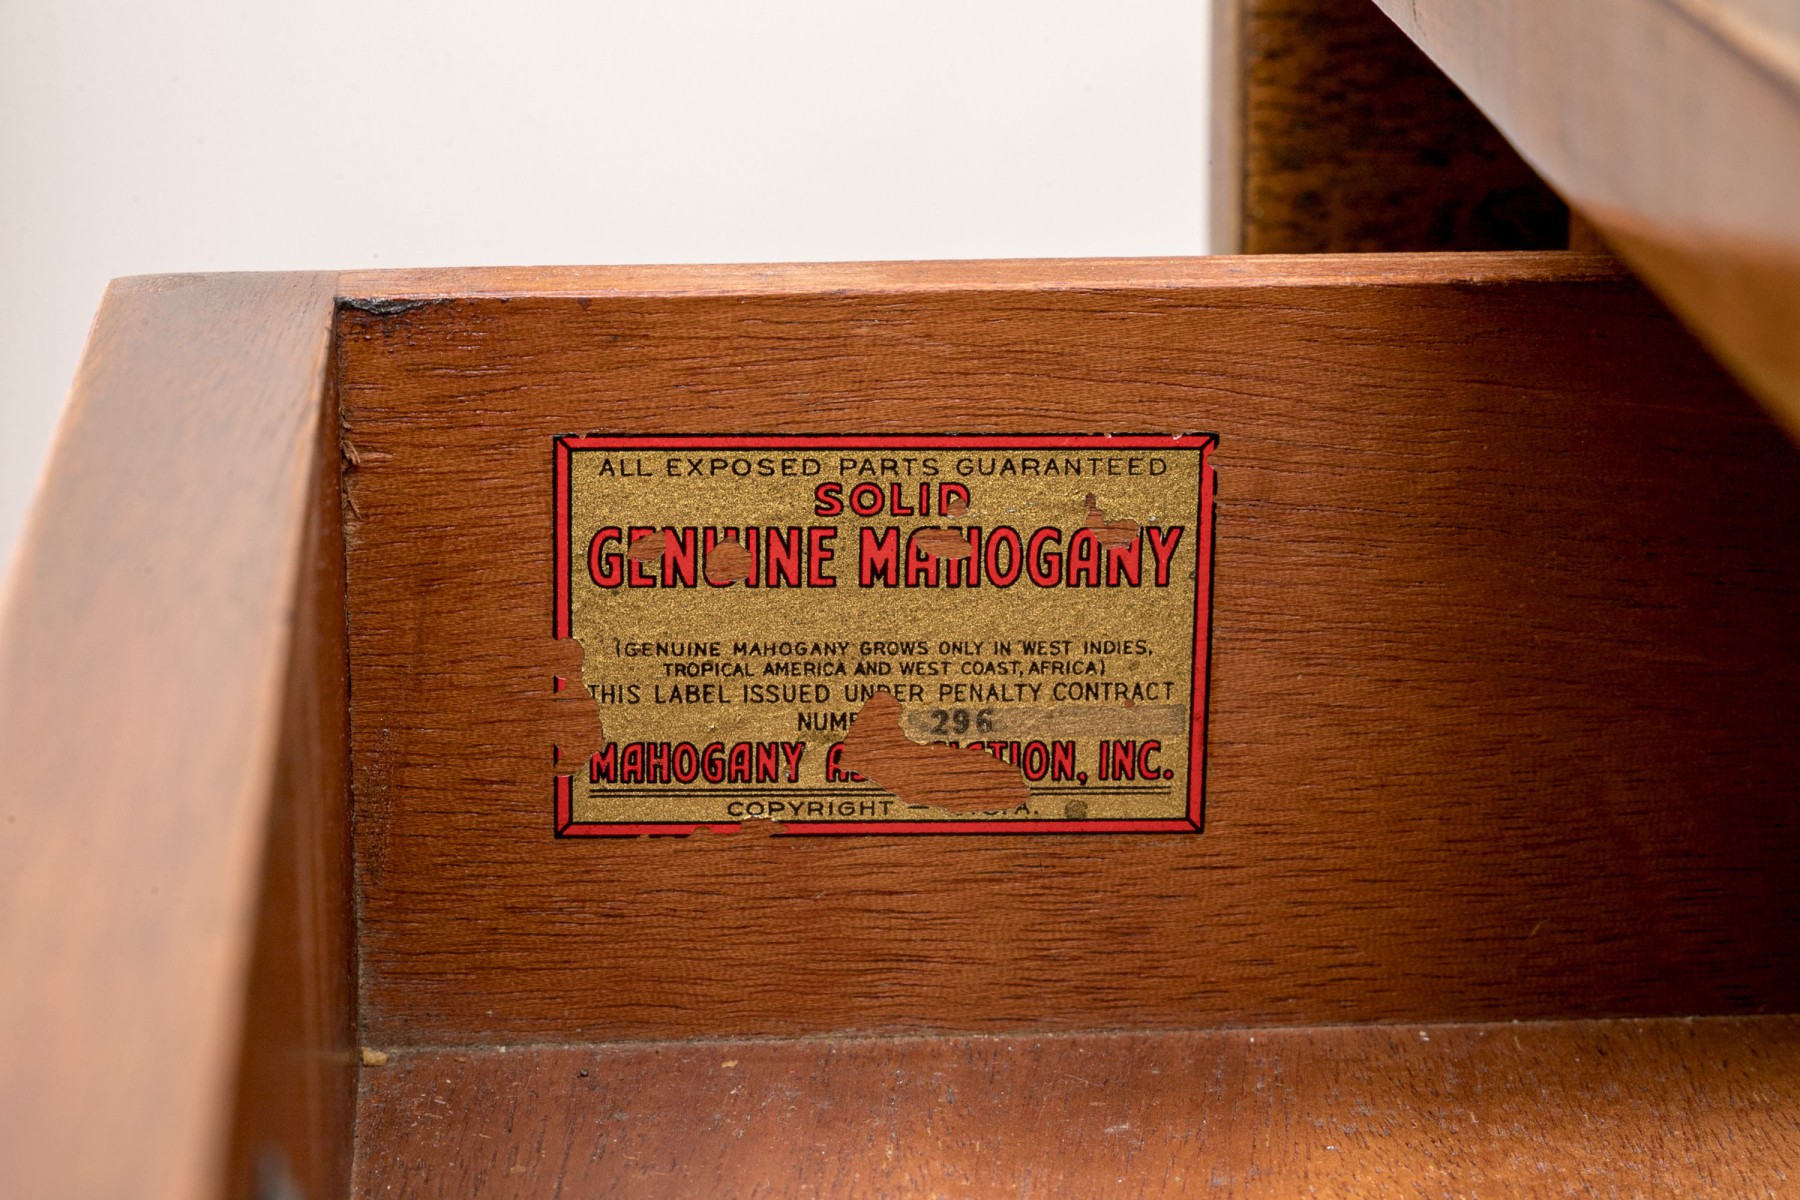 ALL EXPOSED PARTS GUARANTEED
SOLID
GENUINE MAHOGANY
(GENUINE MAHOGANY GROWS ONLY IN WEST INDIES,
TROPICAL AMERICA AND WEST COAST, AFRICA)
THIS LABEL ISSUED UNDER PENALTY CONTRACT
296
MAHOGANY ASSOCIATION, INC.
COPYRIGHT –